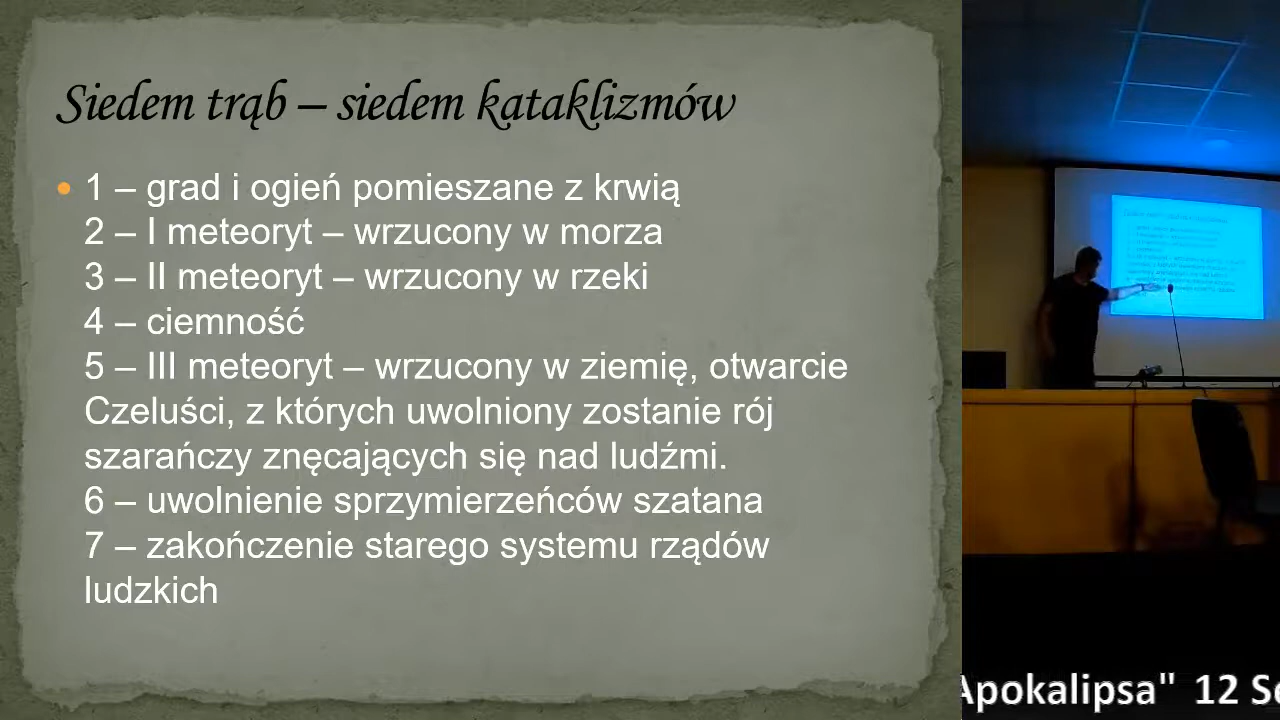 Siedem trąb – siedem kataklizmów
• 1 – grad i ogień pomieszane z krwią
2 – I meteoryt – wrzucony w morza
3 – II meteoryt – wrzucony w rzeki
4 – ciemność
5 – III meteoryt – wrzucony w ziemię, otwarcie
Czeluści, z których uwolniony zostanie rój
szarańczy znęcających się nad ludźmi.
6 – uwolnienie sprzymierzeńców szatana
7 – zakończenie starego systemu rządów
ludzkich
Apokalipsa" 12